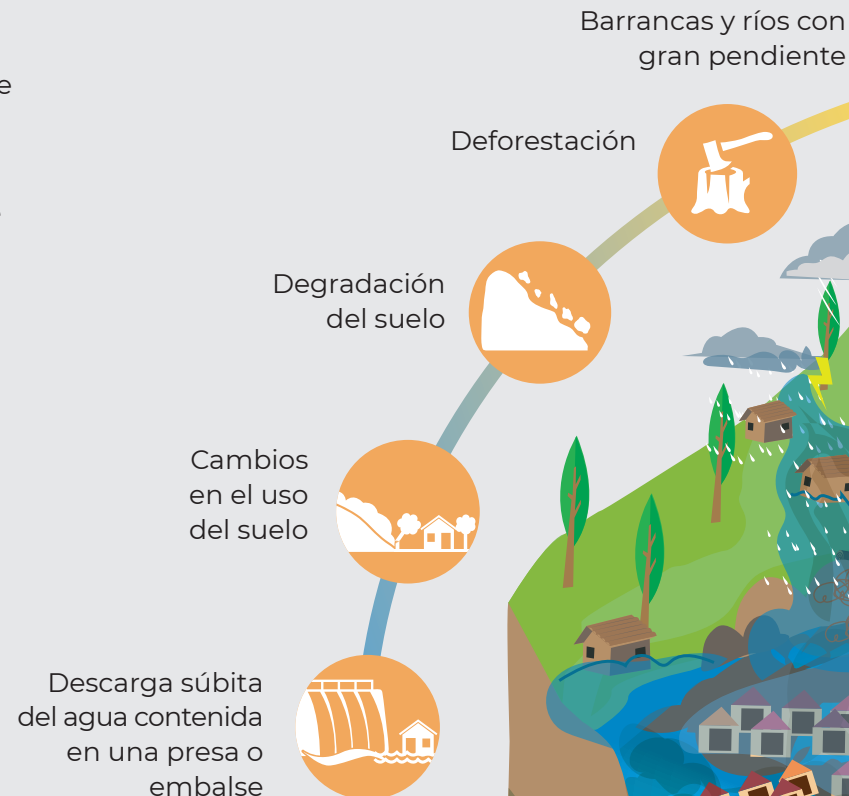 Barrancas y ríos con
gran pendiente
Deforestación
Degradación
del suelo
Cambios
en el uso
del suelo
Descarga súbita
del agua contenida
en una presa o
embalse